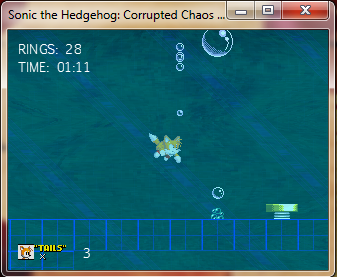 Sonic the Hedgehog: Corrupted Chaos ...
RINGS: 28
TIME: 01:11
"TAILS"
× 3